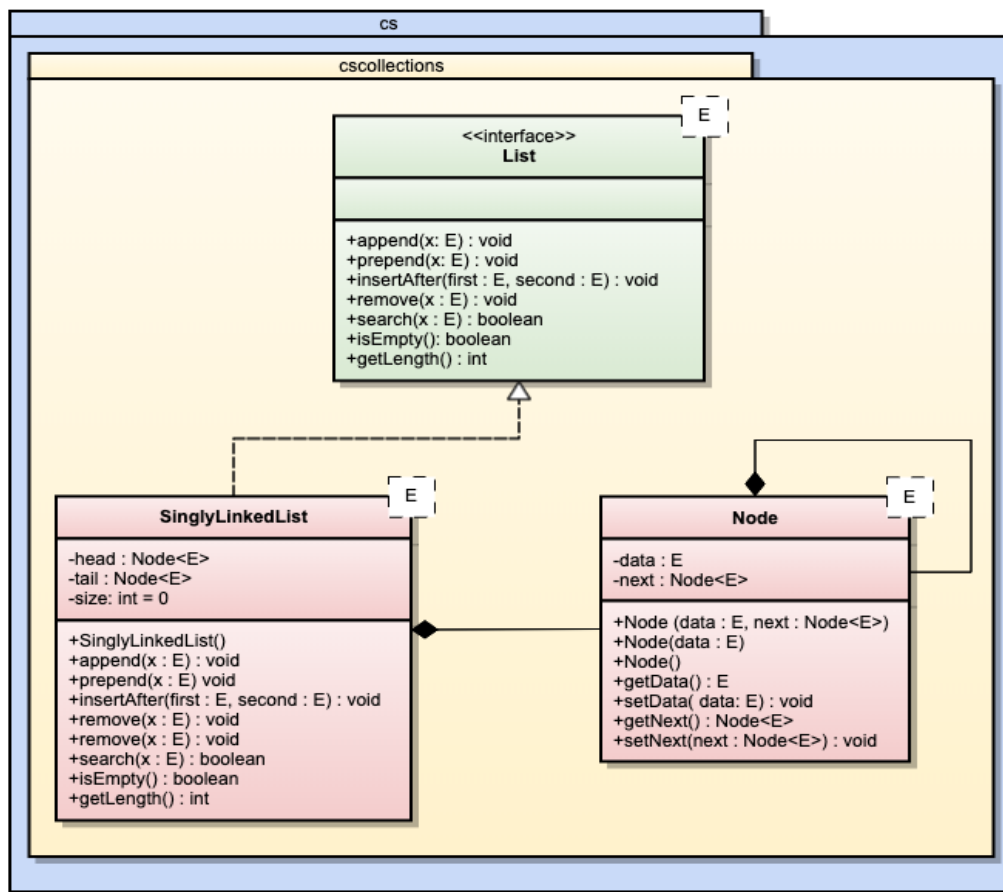 cs
cscollections
E
<<interface>>
List
+append(x: E) : void
+prepend(x: E) : void
+insertAfter(first : E, second : E) : void
+remove(x : E) : void
+search(x : E) : boolean
+isEmpty(): boolean
+getLength() : int
E
SinglyLinkedList
-head : Node<E>
-tail : Node<E>
-size: int = 0
+SinglyLinkedList()
+append(x : E) : void
+prepend(x : E) void
+insertAfter(first : E, second : E) : void
+remove(x : E) : void
+remove(x : E) : void
+search(x : E) : boolean
+isEmpty() : boolean
+getLength() : int
E
Node
-data : E
-next : Node<E>
+Node (data : E, next : Node<E>)
+Node(data : E)
+Node()
+getData() : E
+setData( data: E) : void
+getNext() : Node<E>
+setNext(next : Node<E>) : void